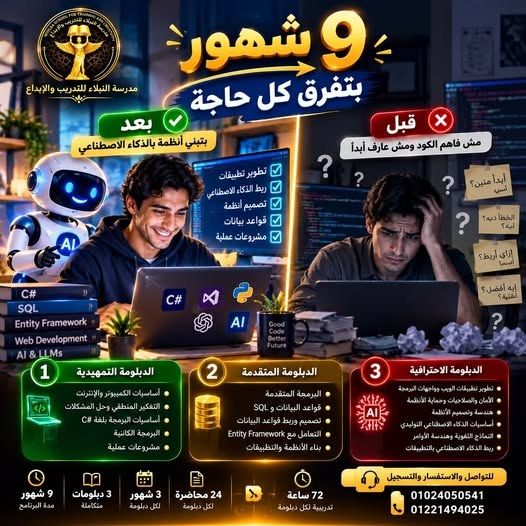 مدرسة النبلاء للتدريب والإبداع
9 شهور
بتفرق كل حاجة
قبل
مش فاهم الكود ومش عارف أبدأ
بعد
بتبني أنظمة بالذكاء الاصطناعي
تطوير تطبيقات
ربط الذكاء الاصطناعي
تصميم أنظمة
قواعد بيانات
مشروعات عملية
أبدأ منين؟
الخطأ ده ليه؟
إزاي أربط؟
إيه أفضل؟
AI
C#
SQL
Entity Framework
Web Development
AI & LLMs
C#
AI
Good
Code
Better
Future
1 الدبلومة التمهيدية
أساسيات الكمبيوتر والإنترنت
التفكير المنطقي وحل المشكلات
أساسيات البرمجة بلغة C#
البرمجة الكائنية
مشروعات عملية
2 الدبلومة المتقدمة
البرمجة المتقدمة
قواعد البيانات و SQL
تصميم وربط قواعد البيانات
التعامل مع Entity Framework
بناء الأنظمة والتطبيقات
3 الدبلومة الاحترافية
تطوير تطبيقات الويب وواجهات البرمجة
الأمان والصلاحيات وحماية الأنظمة
هندسة وتصميم الأنظمة
أساسيات الذكاء الاصطناعي التوليدي
النماذج اللغوية وهندسة الأوامر
ربط الذكاء الاصطناعي بالتطبيقات
AI
9 شهور
مدة البرنامج
3 دبلومات
متكاملة
3 شهور
لكل دبلومة
24 محاضرة
لكل دبلومة
72 ساعة
تدريبية لكل دبلومة
للتواصل والاستفسار والتسجيل
01024050541
01221494025